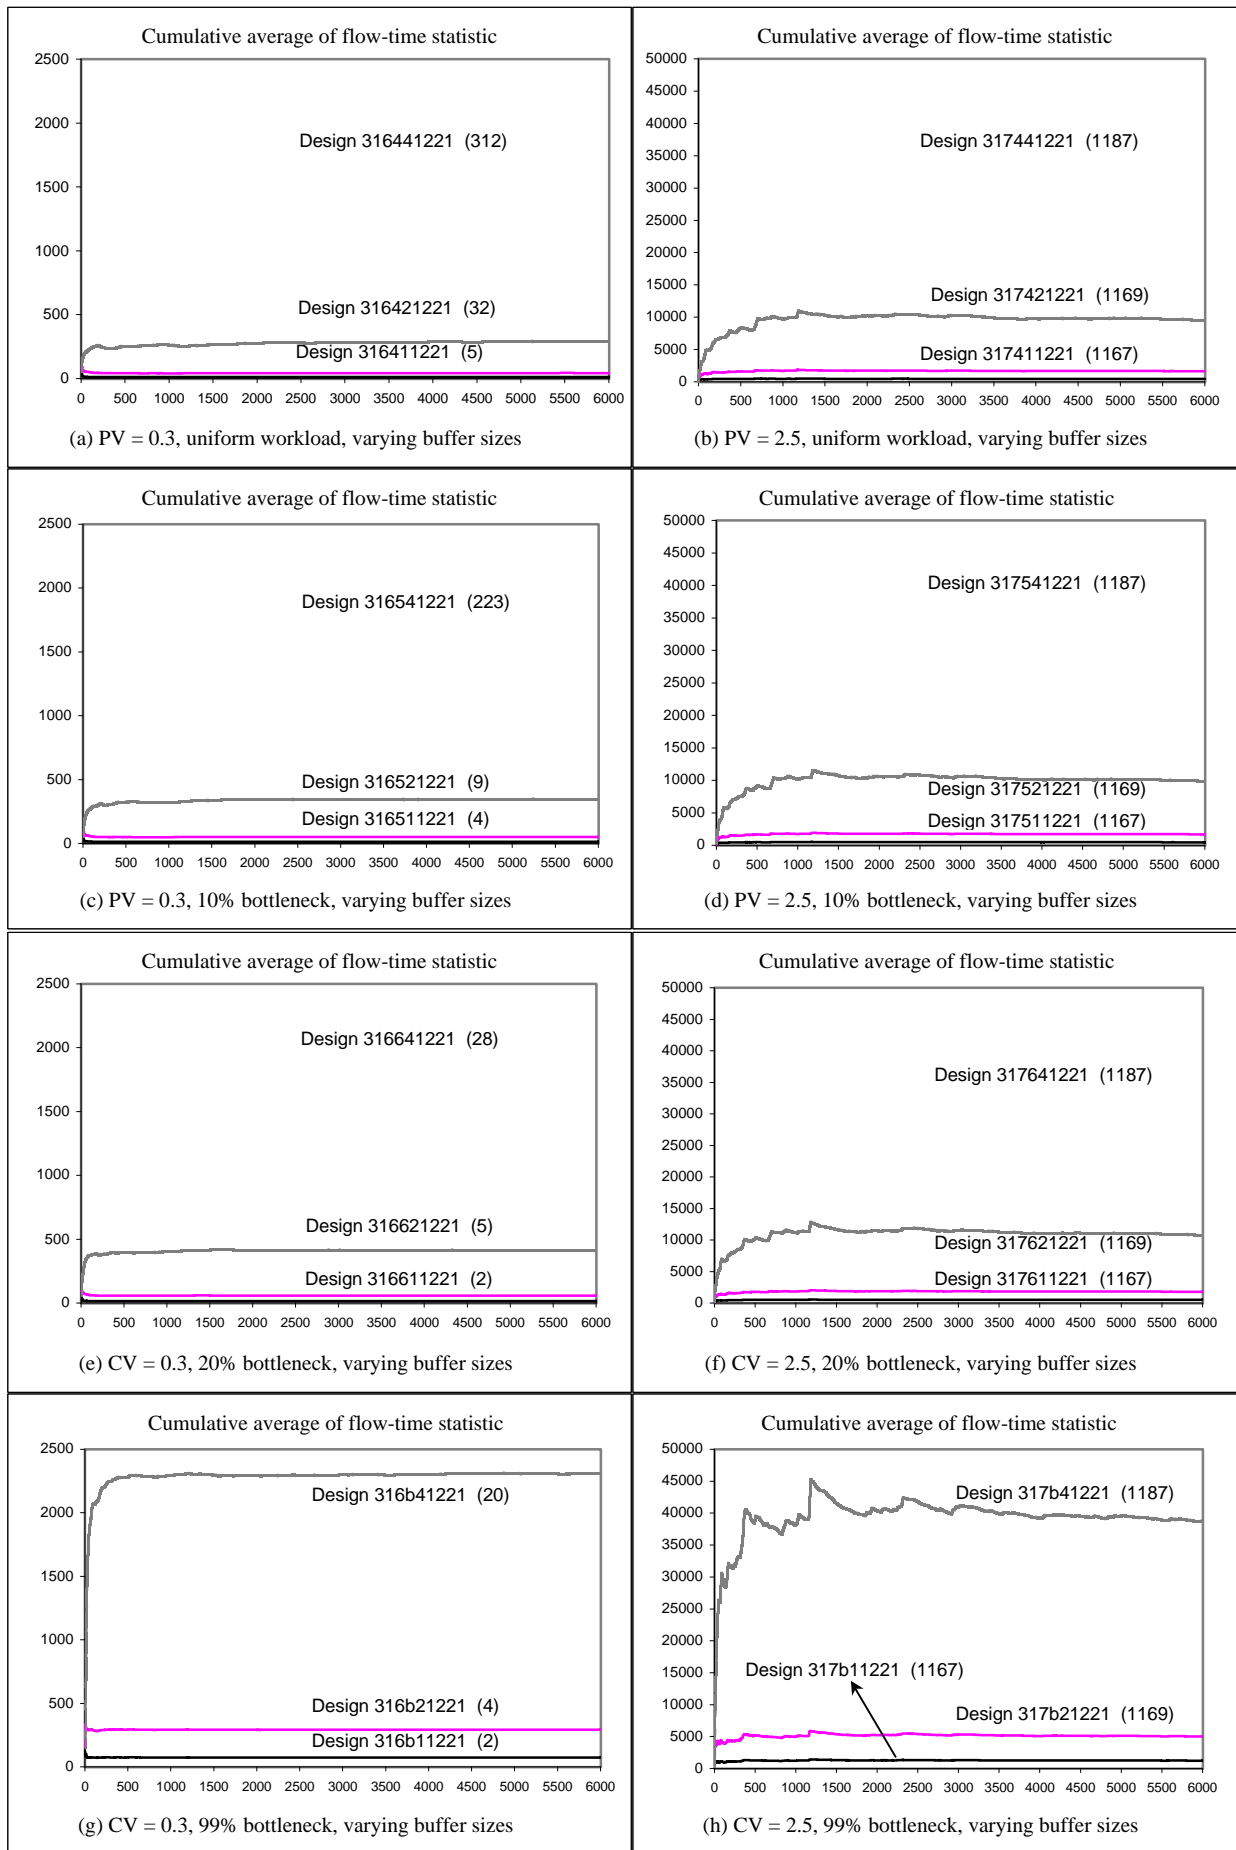 Cumulative average of flow-time statistic
2500
2000
1500
1000
500
0
Design 316441221 (312)
Design 316421221 (32)
Design 316411221 (5)
0 500 1000 1500 2000 2500 3000 3500 4000 4500 5000 5500 6000
(a) PV = 0.3, uniform workload, varying buffer sizes
Cumulative average of flow-time statistic
50000
45000
40000
35000
30000
25000
20000
15000
10000
5000
0
Design 317441221 (1187)
Design 317421221 (1169)
Design 317411221 (1167)
0 500 1000 1500 2000 2500 3000 3500 4000 4500 5000 5500 6000
(b) PV = 2.5, uniform workload, varying buffer sizes
Cumulative average of flow-time statistic
2500
2000
1500
1000
500
0
Design 316541221 (223)
Design 316521221 (9)
Design 316511221 (4)
0 500 1000 1500 2000 2500 3000 3500 4000 4500 5000 5500 6000
(c) PV = 0.3, 10% bottleneck, varying buffer sizes
Cumulative average of flow-time statistic
50000
45000
40000
35000
30000
25000
20000
15000
10000
5000
0
Design 317541221 (1187)
Design 317521221 (1169)
Design 317511221 (1167)
0 500 1000 1500 2000 2500 3000 3500 4000 4500 5000 5500 6000
(d) PV = 2.5, 10% bottleneck, varying buffer sizes
Cumulative average of flow-time statistic
2500
2000
1500
1000
500
0
Design 316641221 (28)
Design 316621221 (5)
Design 316611221 (2)
0 500 1000 1500 2000 2500 3000 3500 4000 4500 5000 5500 6000
(e) CV = 0.3, 20% bottleneck, varying buffer sizes
Cumulative average of flow-time statistic
50000
45000
40000
35000
30000
25000
20000
15000
10000
5000
0
Design 317641221 (1187)
Design 317621221 (1169)
Design 317611221 (1167)
0 500 1000 1500 2000 2500 3000 3500 4000 4500 5000 5500 6000
(f) CV = 2.5, 20% bottleneck, varying buffer sizes
Cumulative average of flow-time statistic
2500
2000
1500
1000
500
0
Design 316b41221 (20)
Design 316b21221 (4)
Design 316b11221 (2)
0 500 1000 1500 2000 2500 3000 3500 4000 4500 5000 5500 6000
(g) CV = 0.3, 99% bottleneck, varying buffer sizes
Cumulative average of flow-time statistic
50000
45000
40000
35000
30000
25000
20000
15000
10000
5000
0
Design 317b41221 (1187)
Design 317b11221 (1167)
Design 317b21221 (1169)
0 500 1000 1500 2000 2500 3000 3500 4000 4500 5000 5500 6000
(h) CV = 2.5, 99% bottleneck, varying buffer sizes